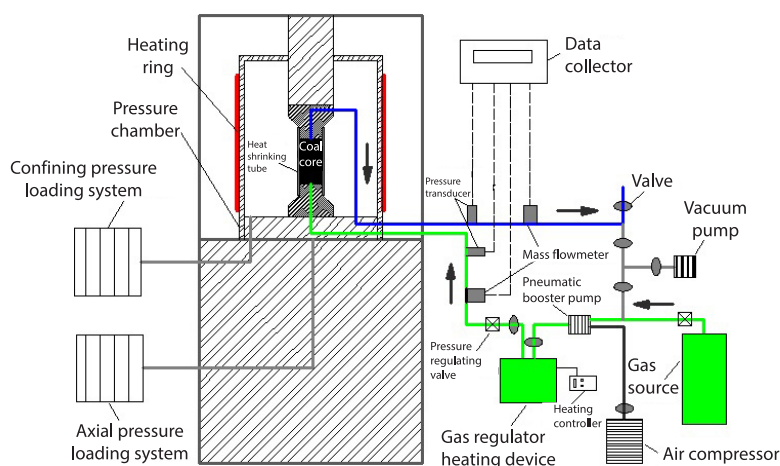 Heating
ring
Pressure
chamber
Heat
shrinking
tube
Coal
core
Confining pressure
loading system
Axial pressure
loading system
Data
collector
Pressure
transducer
Valve
Vacuum
pump
Mass flowmeter
Pneumatic
booster pump
Pressure
regulating
valve
Gas
source
Heating
controller
Gas regulator
heating device
Air compressor